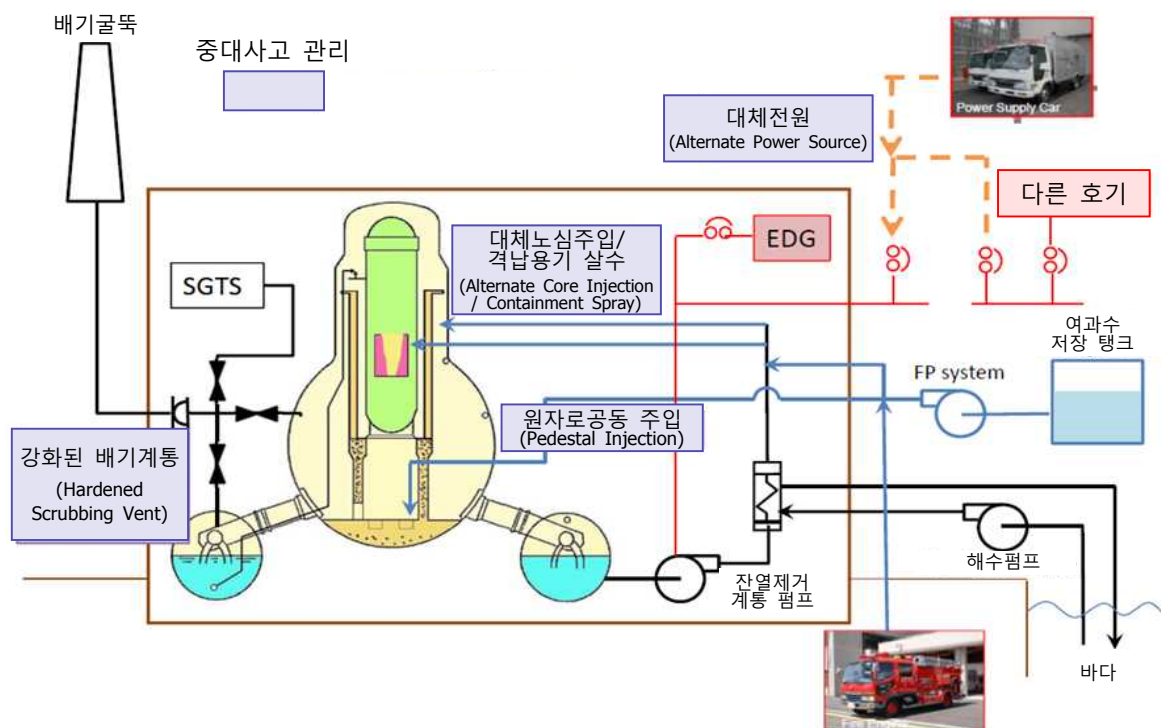 배기굴뚝
중대사고 관리
Power Supply Car
대체전원
(Alternate Power Source)
다른 호기
EDG
대체노심주입/
격납용기 살수
(Alternate Core Injection
/ Containment Spray)
SGTS
여과수
저장 탱크
FP system
원자로공동 주입
(Pedestal Injection)
강화된 배기계통
(Hardened
Scrubbing Vent)
해수펌프
잔열제거
계통 펌프
바다